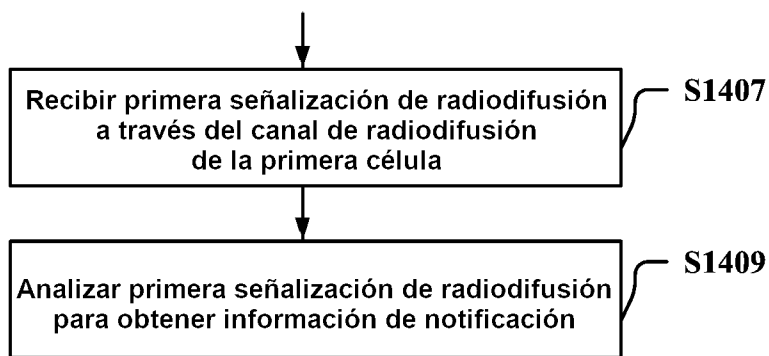 Recibir primera señalización de radiodifusión
a través del canal de radiodifusión
de la primera célula
S1407
Analizar primera señalización de radiodifusión
para obtener información de notificación
S1409